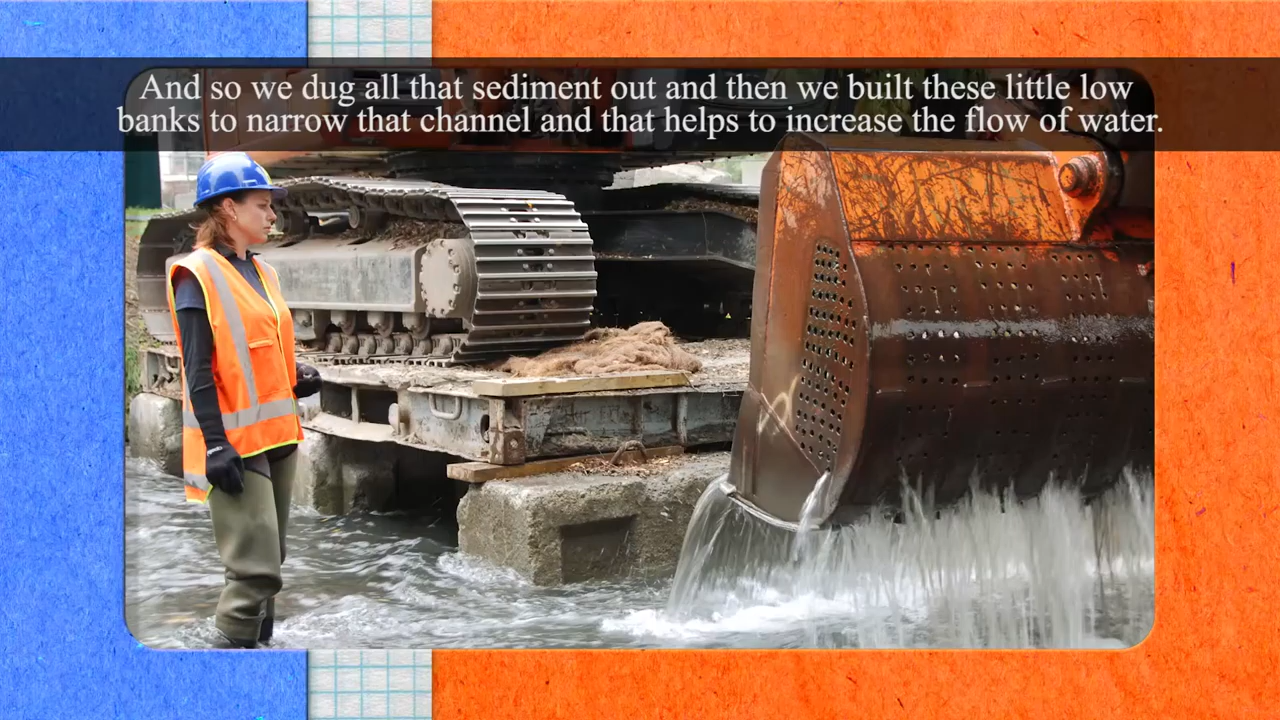 And so we dug all that sediment out and then we built these little low
banks to narrow that channel and that helps to increase the flow of water.